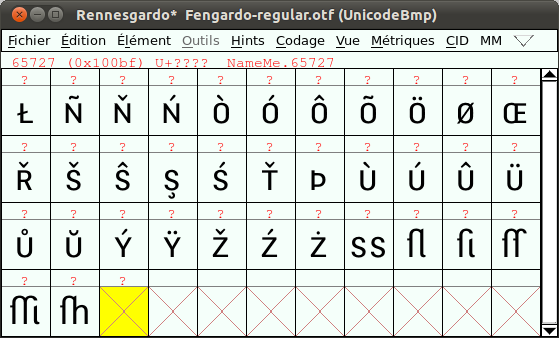 Rennesgardo*  Fengardo-regular.otf (UnicodeBmp)
Fichier Édition Élément Outils Hints Codage Vue Métriques CID MM
65727 (0x100bf) U+????  NameMe.65727
? ? ? ? ? ? ? ? ? ? ?
Ł Ñ Ň Ń Ò Ó Ô Õ Ö Ø Œ
? ? ? ? ? ? ? ? ? ? ?
Ř Š Ŝ Ş Ś Ť Þ Ù Ú Û Ü
? ? ? ? ? ? ? ? ? ? ?
Ů Ŭ Ý Ÿ Ž Ź Ż SS ſl ſi ſſ
? ? ?
ſſi ſh